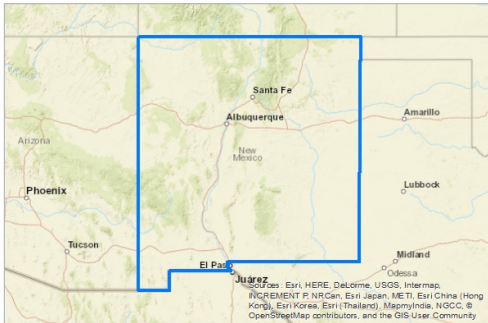 Santa Fe
Albuquerque
Amarillo
Arizona
New
Mexico
Phoenix
Lubbock
Tucson
Midland
El Paso
Odessa
Juárez
Sources: Esri, HERE, DeLorme, USGS, Intermap,
INCREMENT P, NRCan, Esri Japan, METI, Esri China (Hong
Kong), Esri Korea, Esri (Thailand), MapmyIndia, NGCC, ©
OpenStreetMap contributors, and the GIS User Community